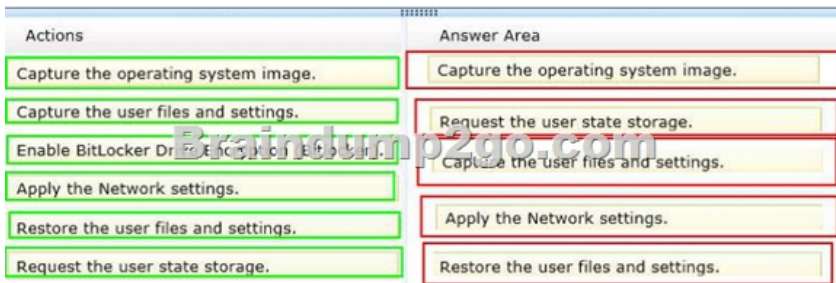 Actions
Answer Area
Capture the operating system image.
Capture the operating system image.
Capture the user files and settings.
Request the user state storage.
Enable BitLocker Encryption
Capture the user files and settings.
Apply the Network settings.
Apply the Network settings.
Restore the user files and settings.
Request the user state storage.
Restore the user files and settings.
Braindump2go.com